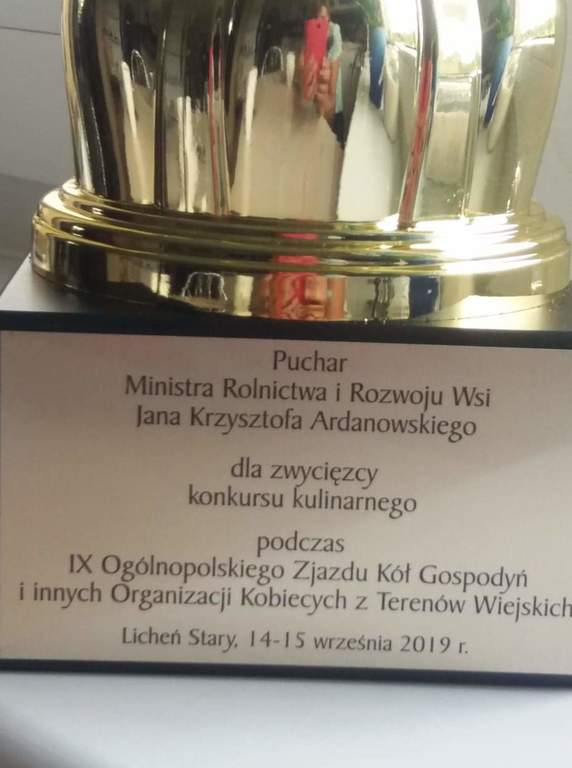 Puchar
Ministra Rolnictwa i Rozwoju Wsi
Jana Krzysztofa Ardanowskiego
dla zwycięzcy
konkursu kulinarnego
podczas
IX Ogólnopolskiego Zjazdu Kół Gospodyń
i innych Organizacji Kobiecych z Terenów Wiejskich
Licheń Stary, 14-15 września 2019 r.